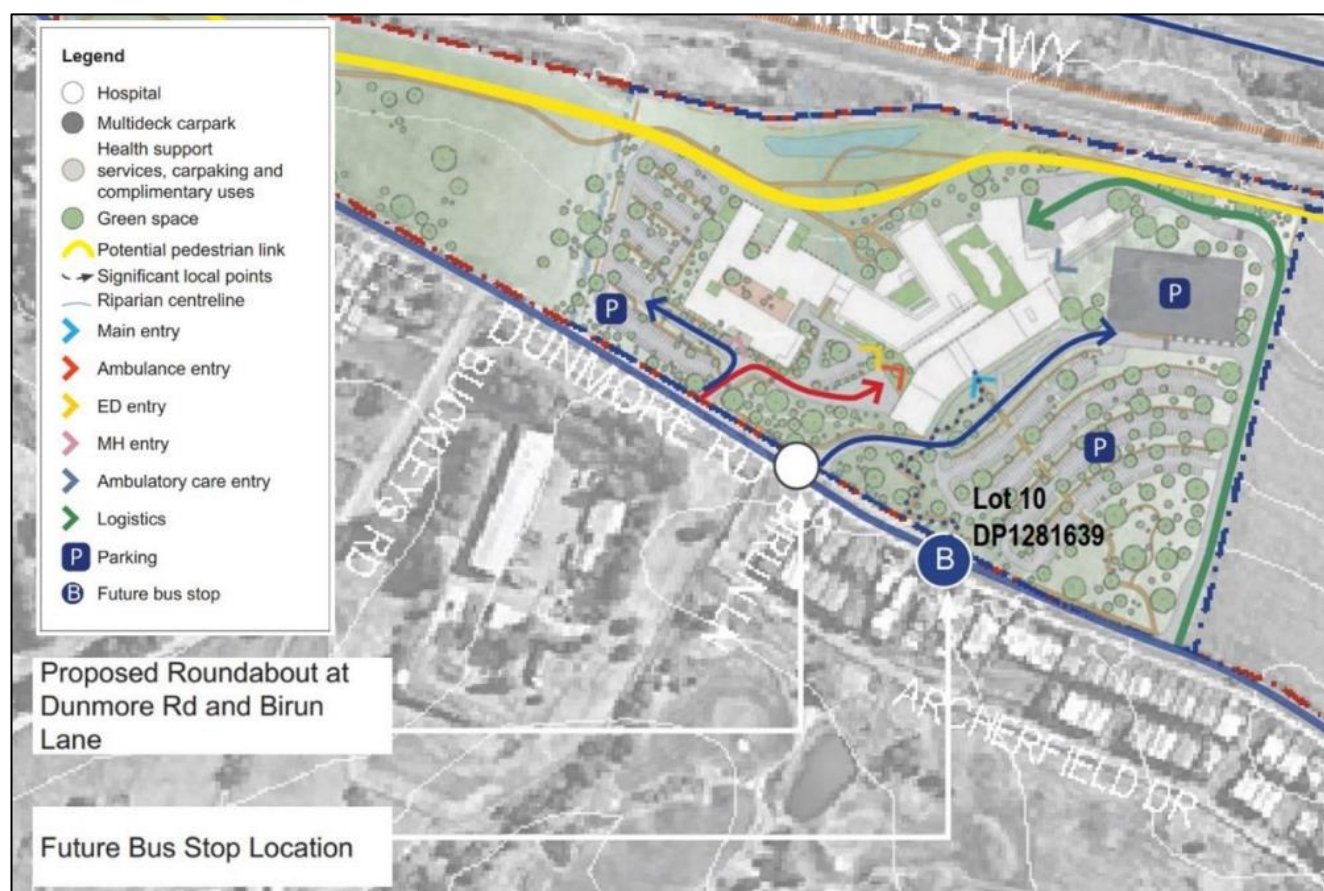 Legend
Hospital
Multideck carpark
Health support
services, carpaking and
complimentary uses
Green space
Potential pedestrian link
Significant local points
Riparian centreline
Main entry
Ambulance entry
ED entry
MH entry
Ambulatory care entry
Logistics
P Parking
B Future bus stop
INCES HWY
P
P
P
DUNMORE RD
BUCKLEYS RD
Lot 10
DP1281639
B
ARCHERFIELD DR
Proposed Roundabout at
Dunmore Rd and Birun
Lane
Future Bus Stop Location